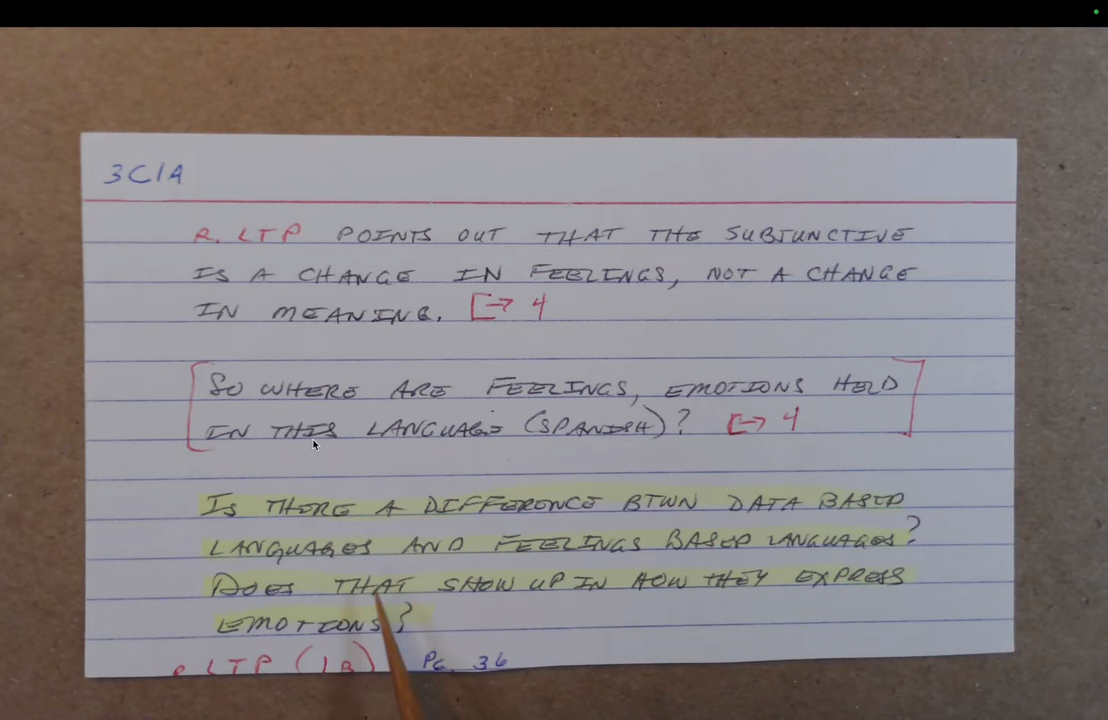 3C1A
R. LTP POINTS OUT THAT THE SUBJUNCTIVE
IS A CHANGE IN FEELINGS, NOT A CHANGE
IN MEANING. [→ 4
[SO WHERE ARE FEELINGS, EMOTIONS HELD
IN THIS LANGUAGE (SPANISH)? [→ 4]
IS THERE A DIFFERENCE BTWN DATA BASED
LANGUAGES AND FEELINGS BASED LANGUAGES?
DOES THAT SHOW UP IN HOW THEY EXPRESS
EMOTIONS?
R LTP (1B) PG. 36